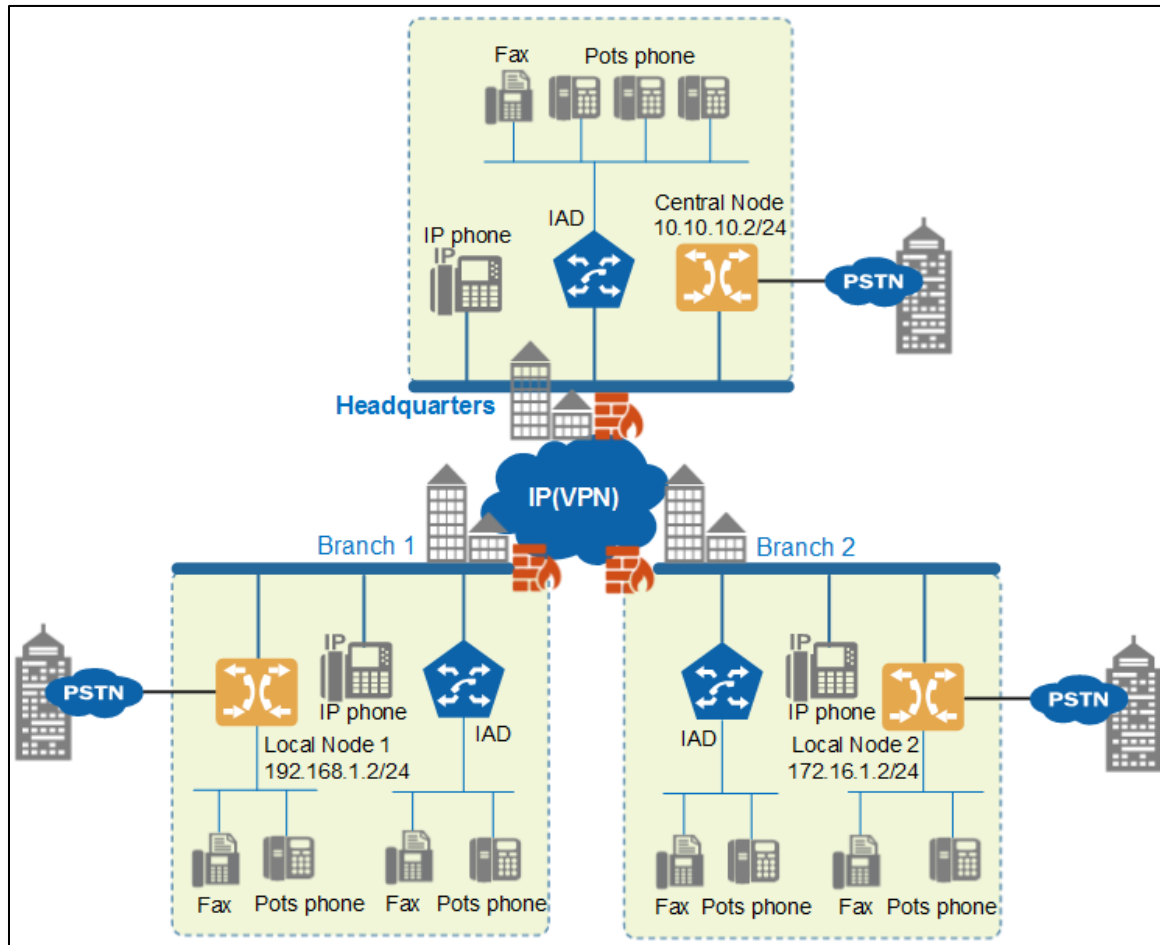 Fax
Pots phone
Central Node
10.10.10.2/24
IAD
IP phone
IP
PSTN
Headquarters
IP(VPN)
Branch 1
Branch 2
IP
IP
PSTN
PSTN
IP phone
IAD
IAD
IP phone
Local Node 1
192.168.1.2/24
Local Node 2
172.16.1.2/24
Fax
Pots phone
Fax
Pots phone
Fax
Pots phone
Fax
Pots phone